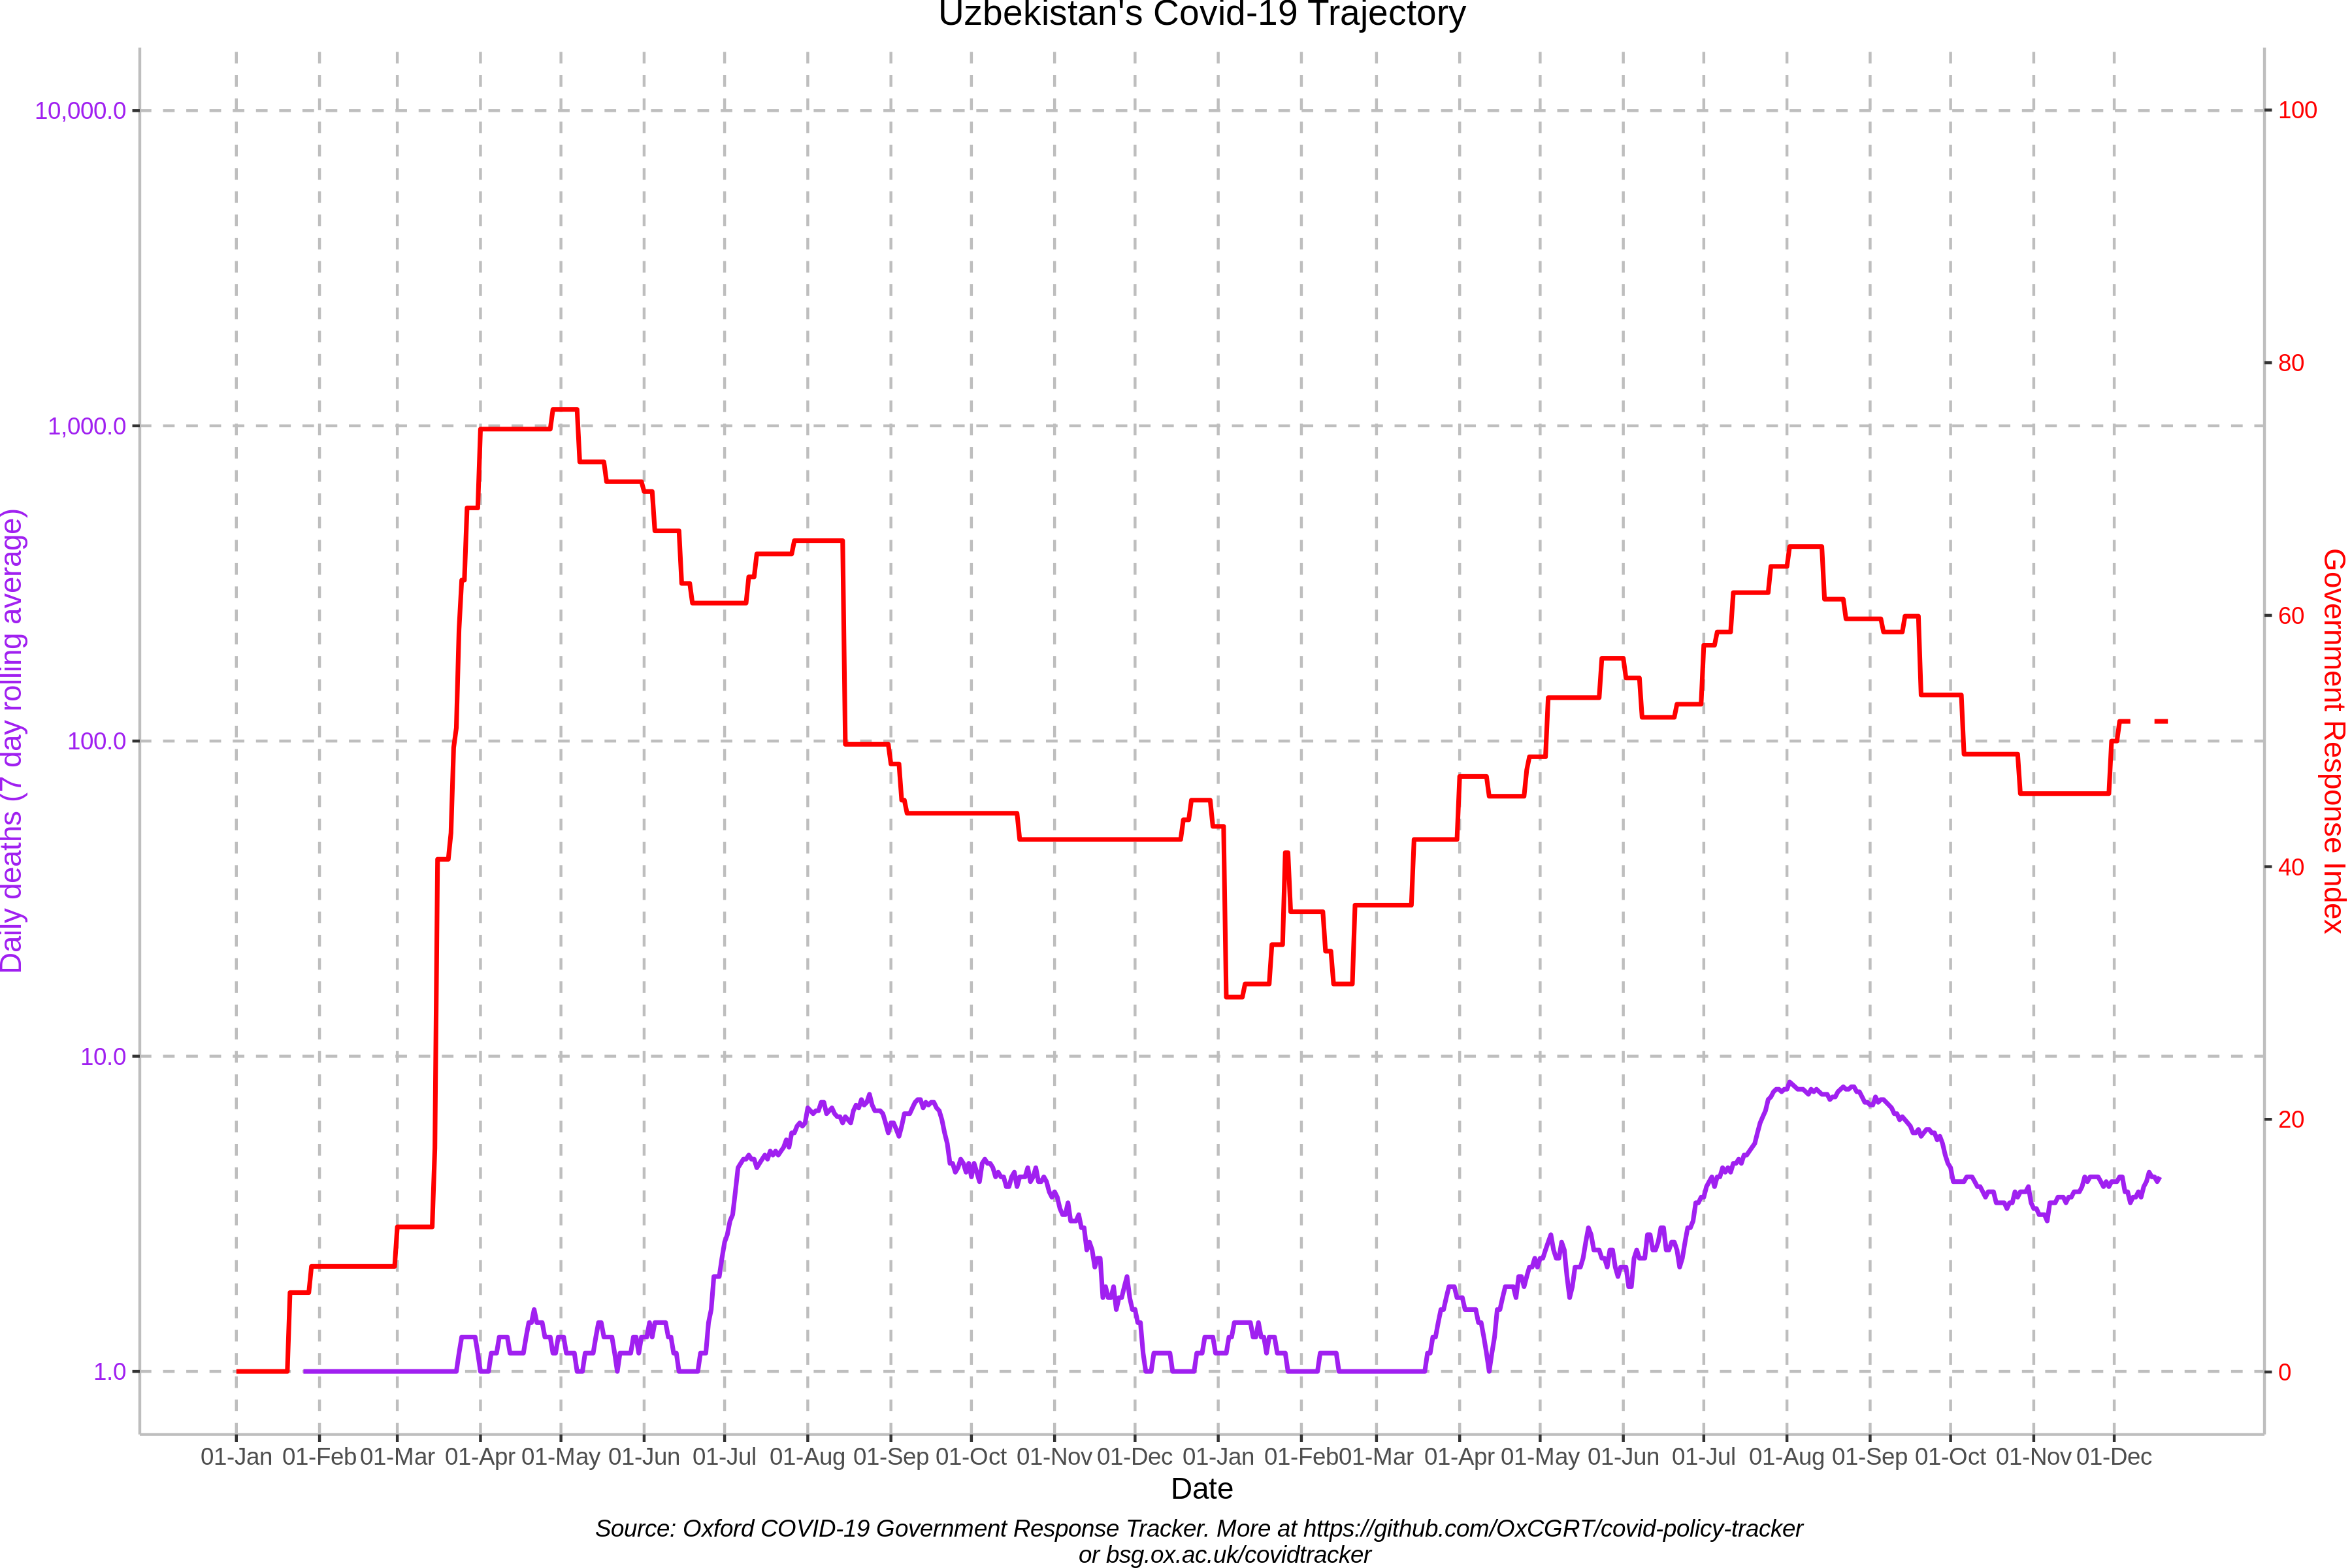 Uzbekistan's Covid-19 Trajectory
10,000.0
1,000.0
100.0
10.0
1.0
Daily deaths (7 day rolling average)
100
80
60
40
20
0
Government Response Index
01-Jan 01-Feb 01-Mar 01-Apr 01-May 01-Jun 01-Jul 01-Aug 01-Sep 01-Oct 01-Nov 01-Dec 01-Jan 01-Feb 01-Mar 01-Apr 01-May 01-Jun 01-Jul 01-Aug 01-Sep 01-Oct 01-Nov 01-Dec
Date
Source: Oxford COVID-19 Government Response Tracker. More at https://github.com/OxCGRT/covid-policy-tracker
or bsg.ox.ac.uk/covidtracker